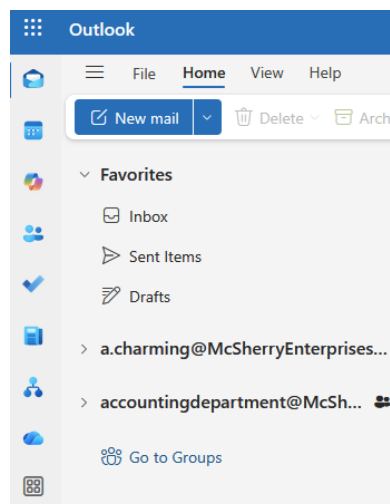 Outlook
File Home View Help
New mail Delete Arch
Favorites
Inbox
Sent Items
Drafts
a.charming@McSherryEnterprises...
accountingdepartment@McSh...
Go to Groups